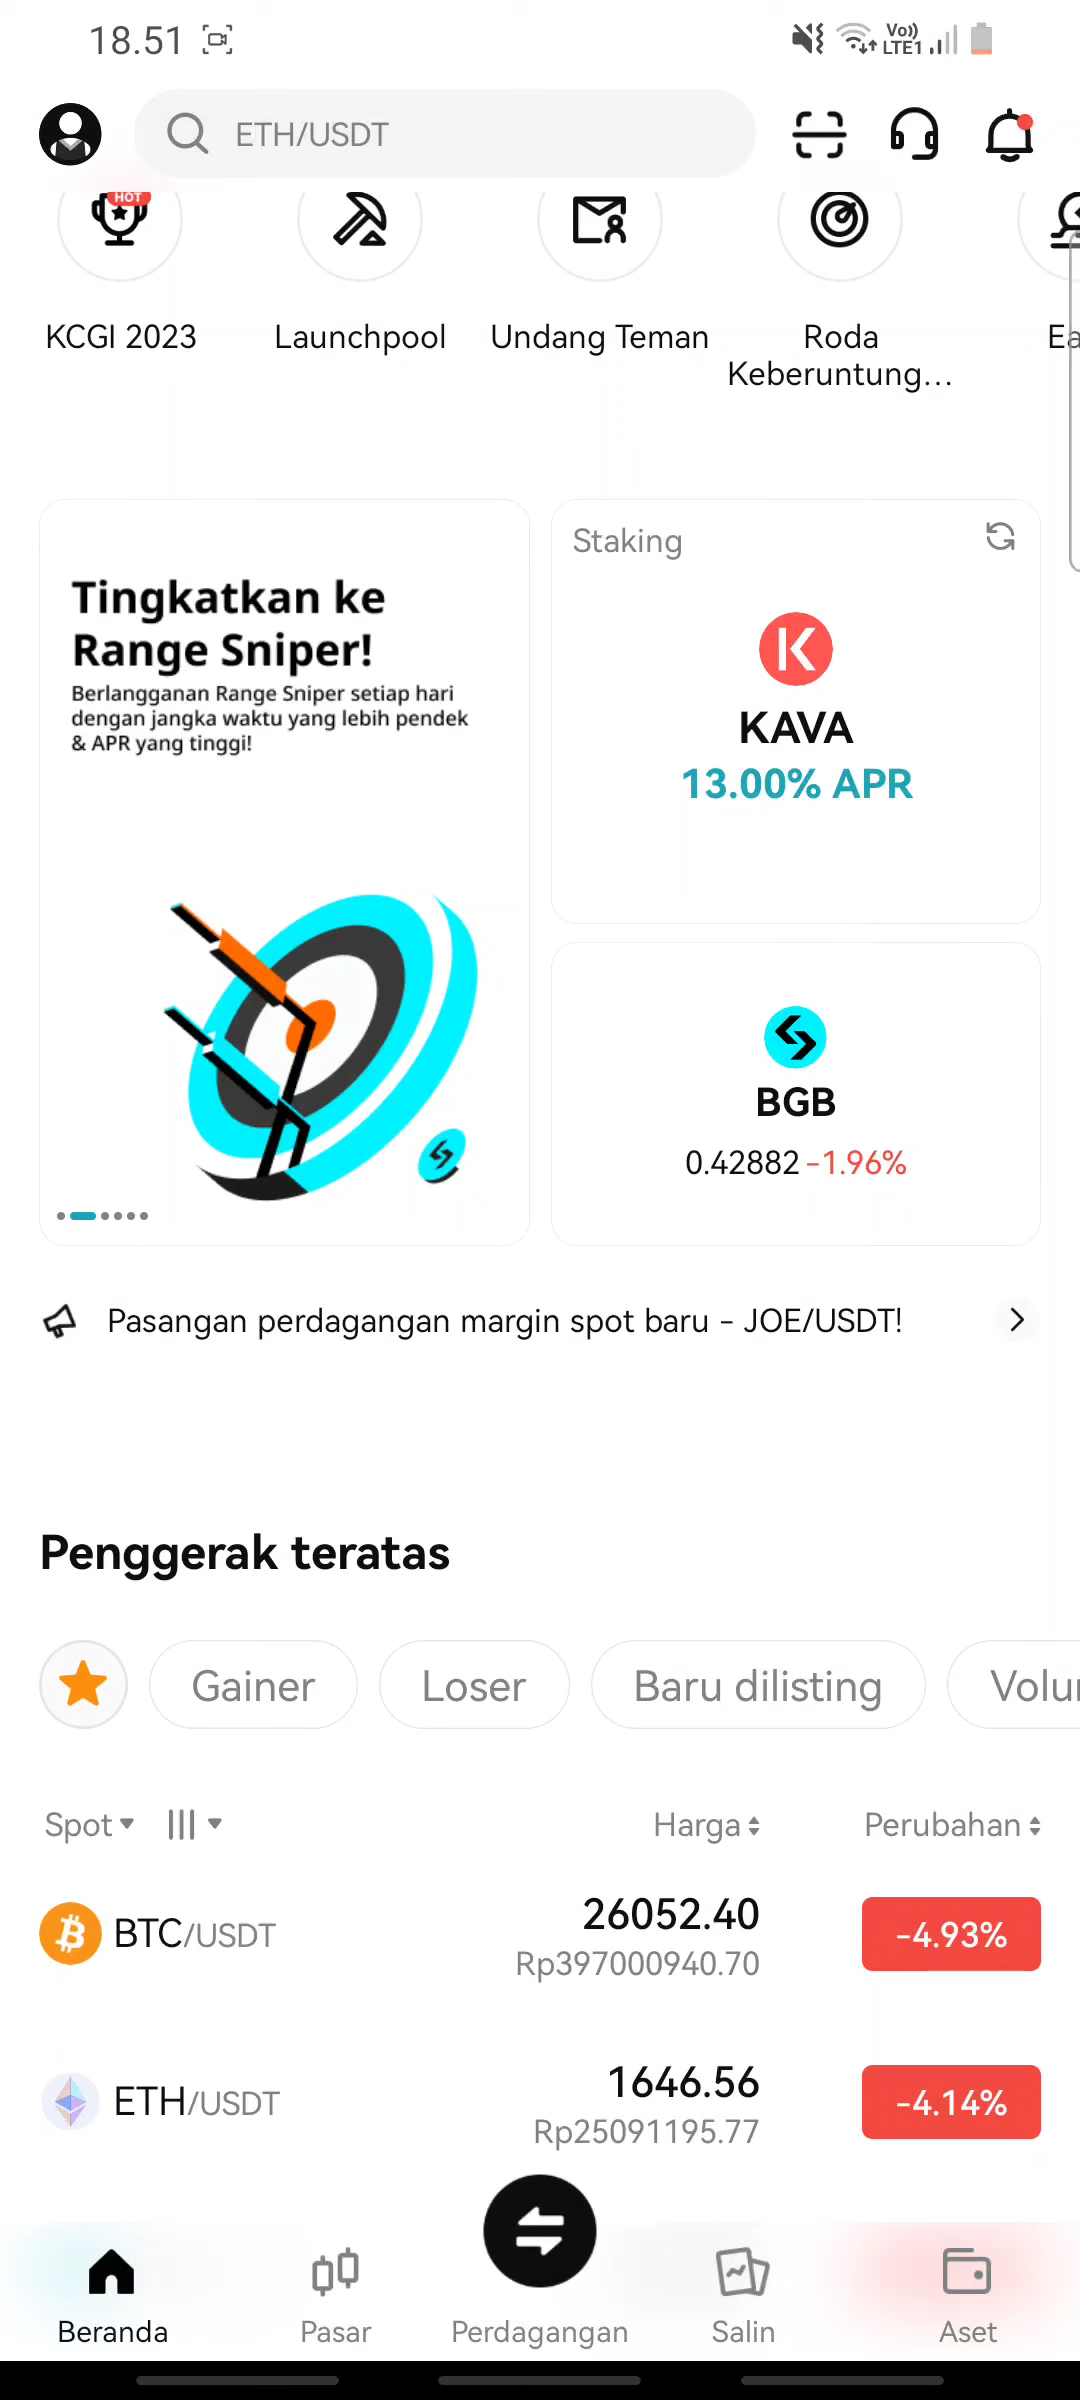 18.51
Vo))
LTE1
ETH/USDT
HOT
KCGI 2023
Launchpool
Undang Teman
Roda
Keberuntung...
Ea
Tingkatkan ke
Range Sniper!
Berlangganan Range Sniper setiap hari
dengan jangka waktu yang lebih pendek
& APR yang tinggi!
Staking
KAVA
13.00% APR
BGB
0.42882 -1.96%
Pasangan perdagangan margin spot baru - JOE/USDT!
Penggerak teratas
Gainer
Loser
Baru dilisting
Volu
Spot
Harga
Perubahan
BTC/USDT
26052.40
Rp397000940.70
-4.93%
ETH/USDT
1646.56
Rp25091195.77
-4.14%
Beranda
Pasar
Perdagangan
Salin
Aset